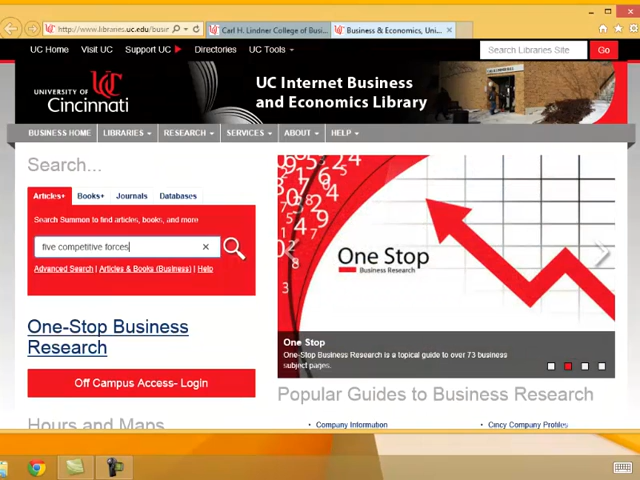 http://www.libraries.uc.edu/busin
Carl H. Lindner College of Busi...
Business & Economics, Uni...
UC Home
Visit UC
Support UC
Directories
UC Tools
Search Libraries Site
Go
UNIVERSITY OF
Cincinnati
UC Internet Business
and Economics Library
BUSINESS HOME
LIBRARIES
RESEARCH
SERVICES
ABOUT
HELP
Search...
Articles+
Books+
Journals
Databases
Search Summon to find articles, books, and more
five competitive forces
Advanced Search | Articles & Books (Business) | Help
One Stop
Business Research
One Stop
One-Stop Business Research is a topical guide to over 73 business
subject pages.
One-Stop Business
Research
Off Campus Access- Login
Popular Guides to Business Research
Hours and Maps
Company Information
Cincy Company Profiles